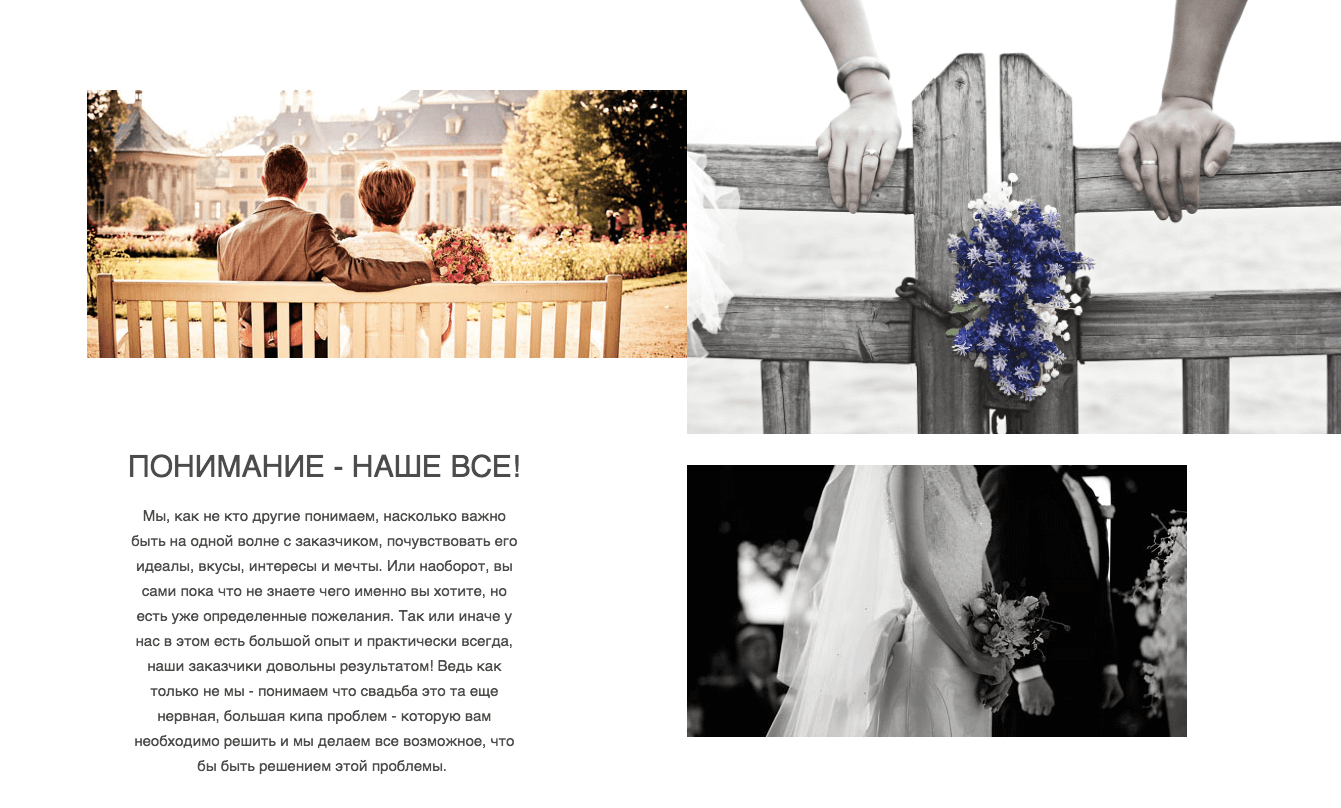 ПОНИМАНИЕ - НАШЕ ВСЕ!
Мы, как не кто другие понимаем, насколько важно
быть на одной волне с заказчиком, почувствовать его
идеалы, вкусы, интересы и мечты. Или наоборот, вы
сами пока что не знаете чего именно вы хотите, но
есть уже определенные пожелания. Так или иначе у
нас в этом есть большой опыт и практически всегда,
наши заказчики довольны результатом! Ведь как
только не мы - понимаем что свадьба это та еще
нервная, большая кипа проблем - которую вам
необходимо решить и мы делаем все возможное, что
бы быть решением этой проблемы.